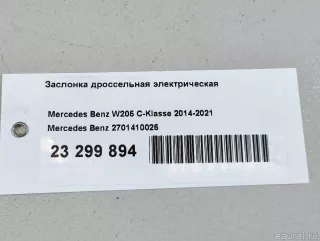 Заслонка дроссельная электрическая
Mercedes Benz W205 C-Klasse 2014-2021
Mercedes Benz 2701410025
23 299 894